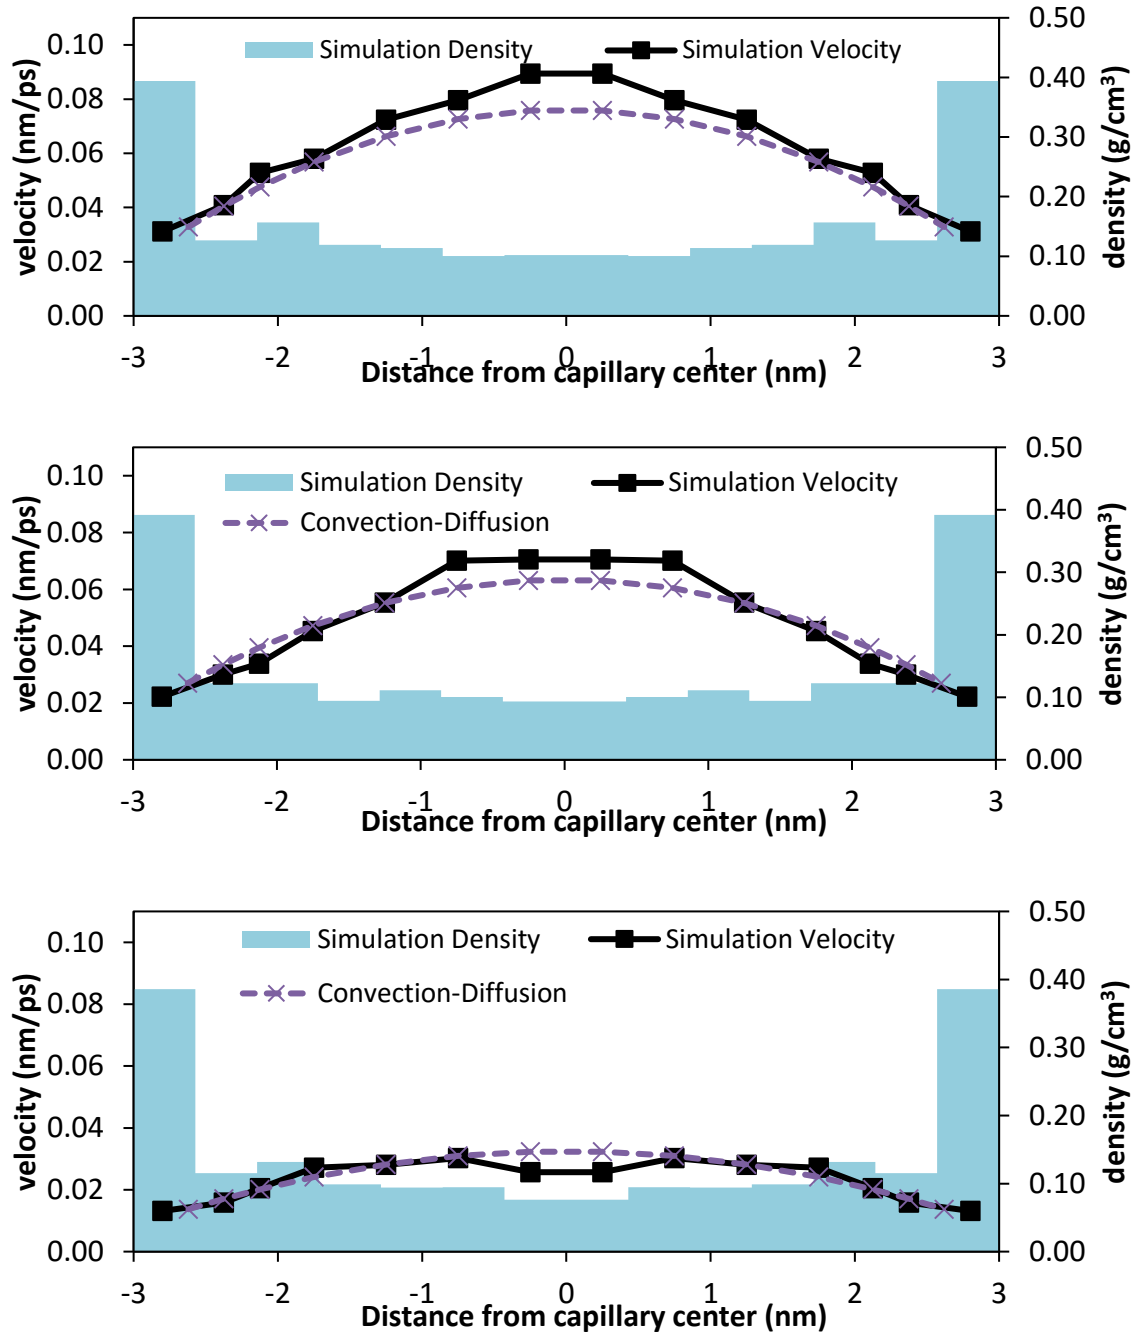 0.50
0.10
Simulation Density
Simulation Velocity
0.08
0.40
0.06
0.30
0.04
0.20
0.02
0.10
0.00
0.00
velocity (nm/ps)
density (g/cm³)
-3 -2 -1 0 1 2 3
Distance from capillary center (nm)
0.50
0.10
Simulation Density
Simulation Velocity
Convection-Diffusion
0.08
0.40
0.06
0.30
0.04
0.20
0.02
0.10
0.00
0.00
velocity (nm/ps)
density (g/cm³)
-3 -2 -1 0 1 2 3
Distance from capillary center (nm)
0.50
0.10
Simulation Density
Simulation Velocity
Convection-Diffusion
0.08
0.40
0.06
0.30
0.04
0.20
0.02
0.10
0.00
0.00
velocity (nm/ps)
density (g/cm³)
-3 -2 -1 0 1 2 3
Distance from capillary center (nm)